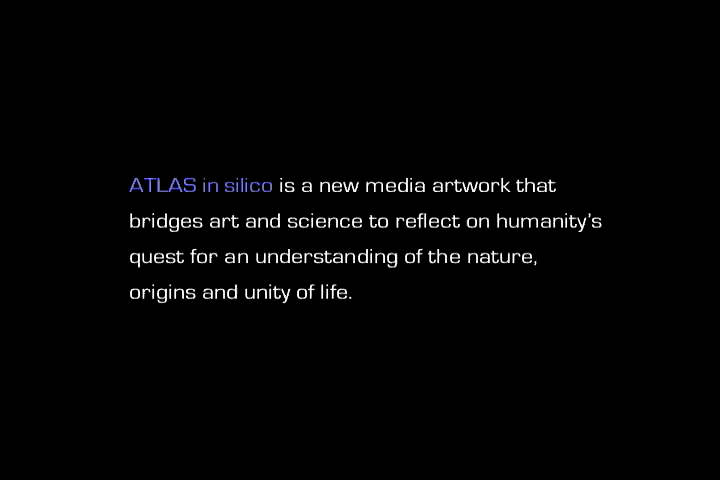 ATLAS in silico is a new media artwork that
bridges art and science to reflect on humanity's
quest for an understanding of the nature,
origins and unity of life.